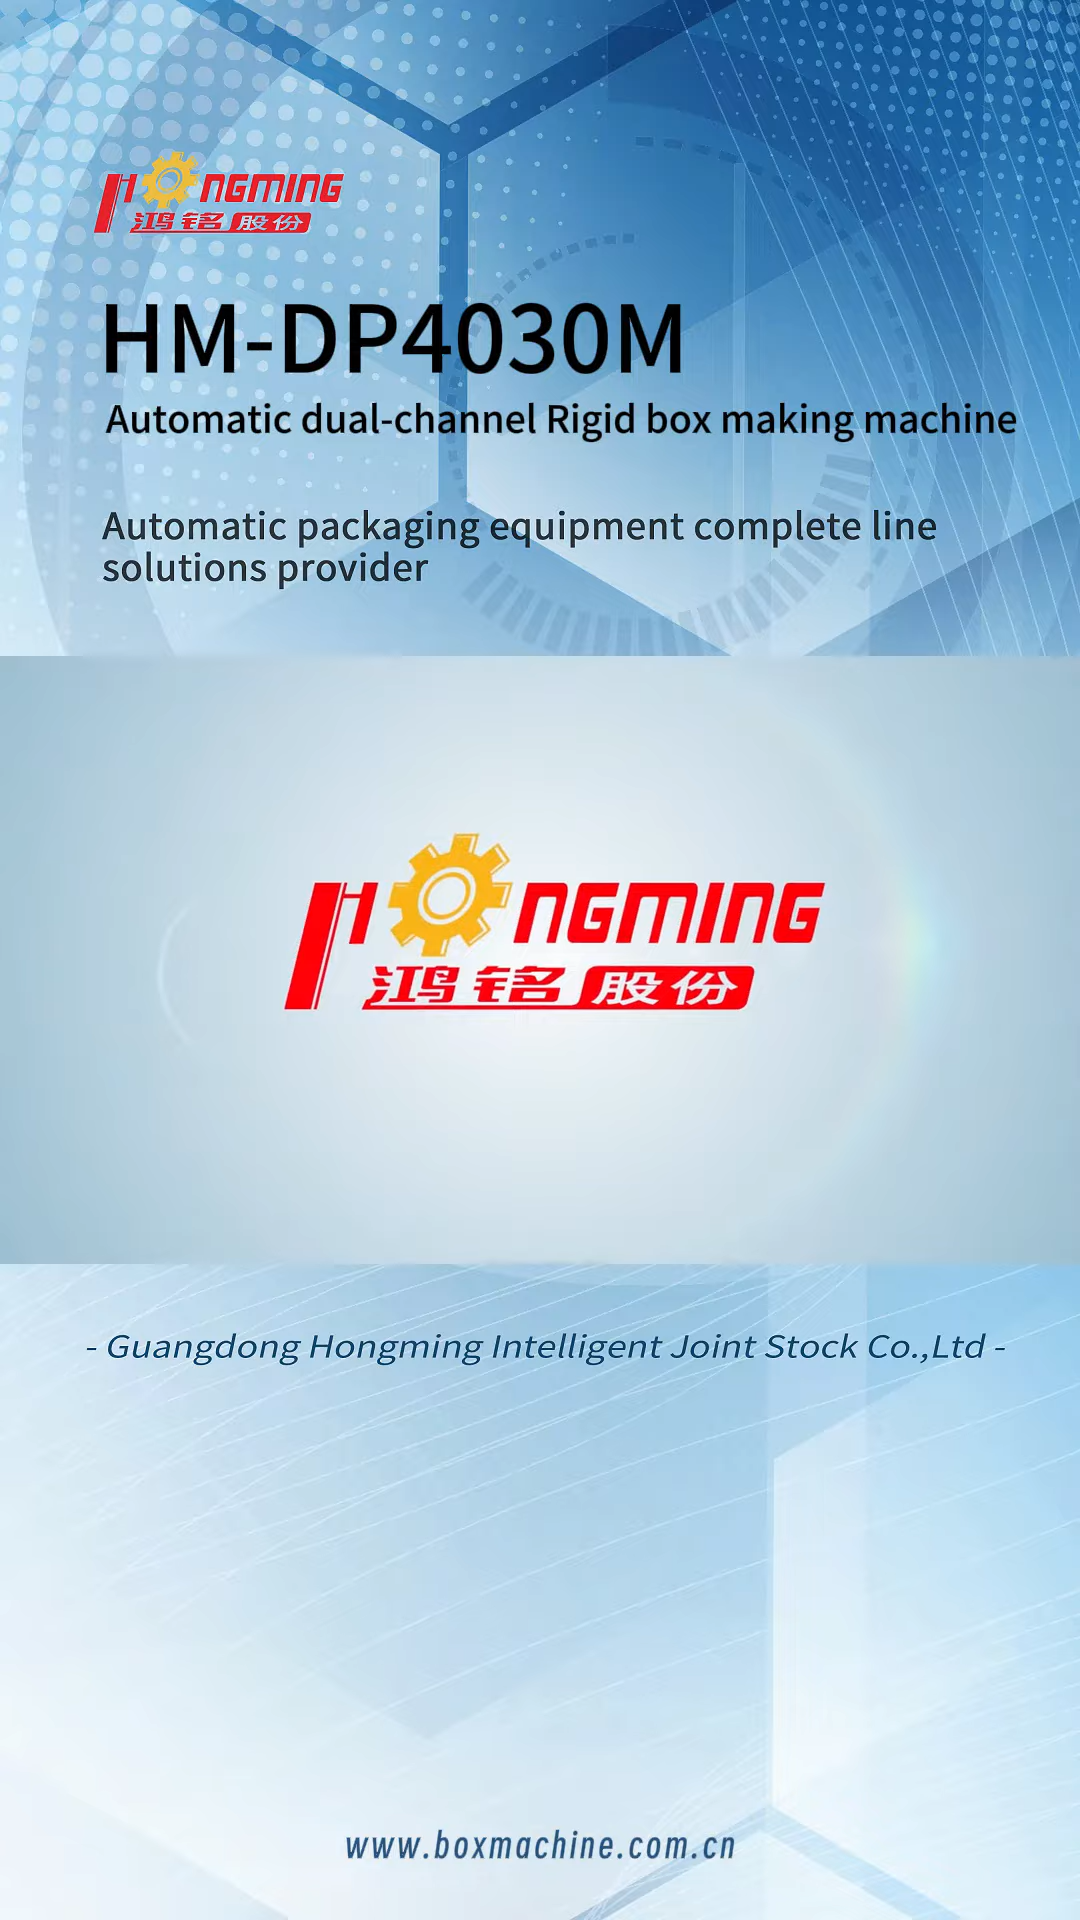 HONGMING
鸿铭股份
HM-DP4030M
Automatic dual-channel Rigid box making machine
Automatic packaging equipment complete line
solutions provider
HONGMING
鸿铭股份
- Guangdong Hongming Intelligent Joint Stock Co.,Ltd -
www.boxmachine.com.cn